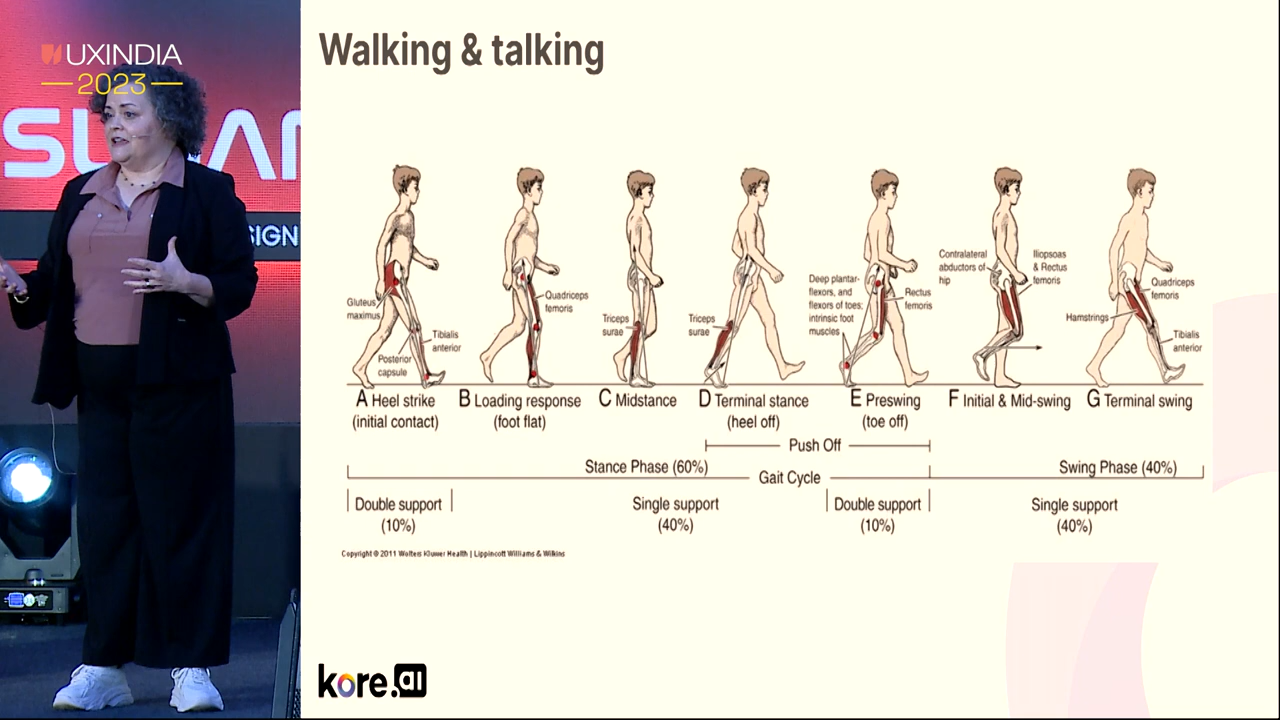 UXINDIA
2023
SIGN
Walking & talking
Gluteus
maximus
Tibialis
anterior
Posterior
capsule
Quadriceps
femoris
Triceps
surae
Triceps
surae
Deep plantar-
flexors, and
flexors of toes;
intrinsic foot
muscles
Rectus
femoris
Contralateral
abductors of
hip
Iliopsoas
& Rectus
femoris
Quadriceps
femoris
Hamstrings
Tibialis
anterior
A Heel strike
(initial contact)
B Loading response
(foot flat)
C Midstance
D Terminal stance
(heel off)
E Preswing
(toe off)
F Initial & Mid-swing
G Terminal swing
Push Off
Stance Phase (60%)
Swing Phase (40%)
Gait Cycle
Double support
(10%)
Single support
(40%)
Double support
(10%)
Single support
(40%)
Copyright © 2011 Wolters Kluwer Health | Lippincott Williams & Wilkins
kore.ai